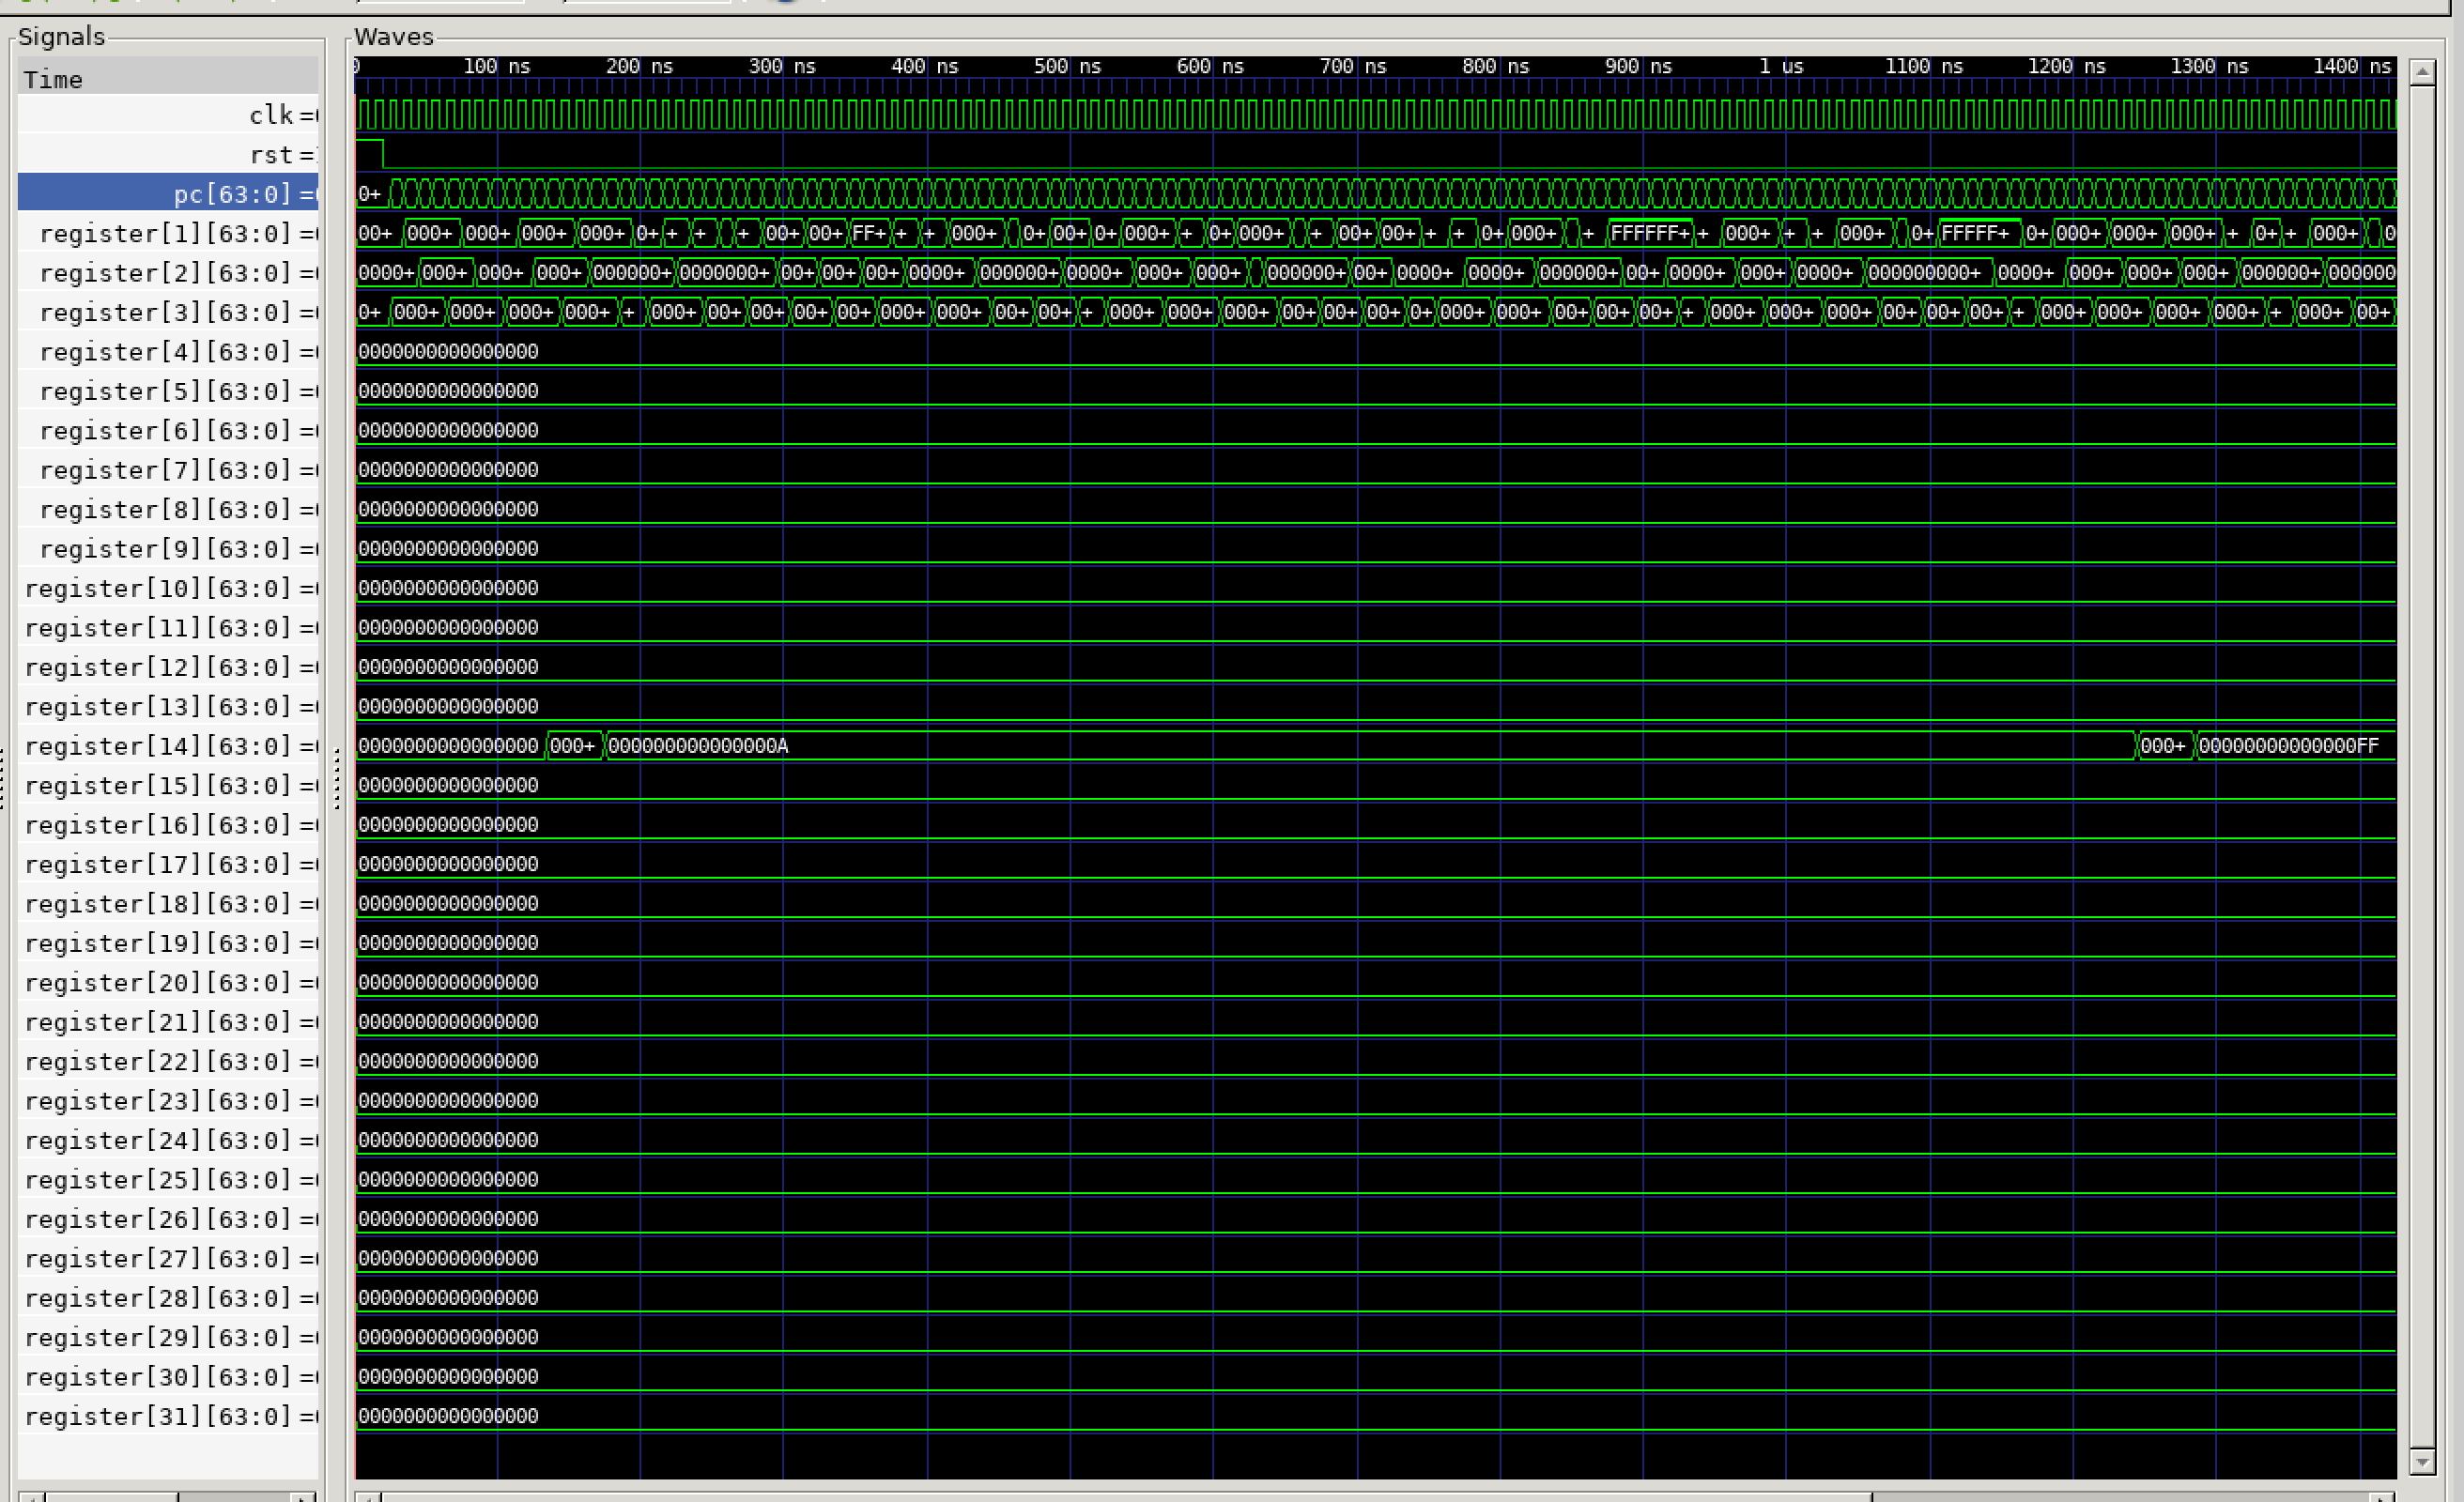 Signals
Waves
Time
0 100 ns 200 ns 300 ns 400 ns 500 ns 600 ns 700 ns 800 ns 900 ns 1 us 1100 ns 1200 ns 1300 ns 1400 ns
clk =
rst =
pc[63:0] = 0+
register[1][63:0] = 00+ 000+ 000+ 000+ 000+ 0+ + + + 00+ 00+ FF+ + + 000+ 0+ 00+ 0+ 000+ + 0+ 000+ + 00+ 00+ + + 0+ 000+ + FFFFFF+ + 000+ + + 000+ 0+ FFFFF+ 0+ 000+ 000+ 000+ + 0+ + 000+ 0
register[2][63:0] = 0000+ 000+ 000+ 000+ 000000+ 0000000+ 00+ 00+ 00+ 0000+ 000000+ 0000+ 000+ 000+ 000000+ 00+ 0000+ 0000+ 000000+ 00+ 0000+ 000+ 0000+ 000000000+ 0000+ 000+ 000+ 000+ 000000+ 000000
register[3][63:0] = 0+ 000+ 000+ 000+ 000+ + 000+ 00+ 00+ 00+ 00+ 000+ 000+ 00+ 00+ + 000+ 000+ 000+ 00+ 00+ 00+ 0+ 000+ 000+ 00+ 00+ 00+ + 000+ 000+ 000+ 00+ 00+ 00+ + 000+ 000+ 000+ 000+ + 000+ 00+
register[4][63:0] = 0000000000000000
register[5][63:0] = 0000000000000000
register[6][63:0] = 0000000000000000
register[7][63:0] = 0000000000000000
register[8][63:0] = 0000000000000000
register[9][63:0] = 0000000000000000
register[10][63:0] = 0000000000000000
register[11][63:0] = 0000000000000000
register[12][63:0] = 0000000000000000
register[13][63:0] = 0000000000000000
register[14][63:0] = 0000000000000000 000+ 000000000000000A 000+ 00000000000000FF
register[15][63:0] = 0000000000000000
register[16][63:0] = 0000000000000000
register[17][63:0] = 0000000000000000
register[18][63:0] = 0000000000000000
register[19][63:0] = 0000000000000000
register[20][63:0] = 0000000000000000
register[21][63:0] = 0000000000000000
register[22][63:0] = 0000000000000000
register[23][63:0] = 0000000000000000
register[24][63:0] = 0000000000000000
register[25][63:0] = 0000000000000000
register[26][63:0] = 0000000000000000
register[27][63:0] = 0000000000000000
register[28][63:0] = 0000000000000000
register[29][63:0] = 0000000000000000
register[30][63:0] = 0000000000000000
register[31][63:0] = 0000000000000000